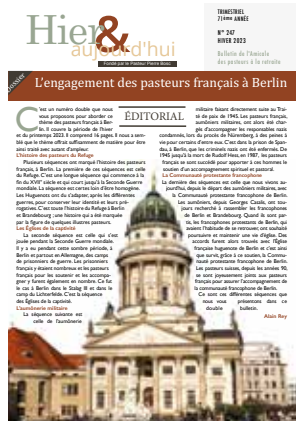 Hier&
aujourd'hui
Fondé par le Pasteur Pierre Bosc
TRIMESTRIEL
71ème ANNÉE
N° 247
HIVER 2023
Bulletin de l'Amicale
des pasteurs à la retraite
Dossier
L'engagement des pasteurs français à Berlin
ÉDITORIAL
C'est un numéro double que nous
vous proposons pour aborder ce
thème des pasteurs français à Ber-
lin. Il couvre la période de l'hiver
et du printemps 2023. Il comprend 16 pages. Il nous a sem-
blé que le thème offrait suffisamment de matière pour être
ainsi traité avec autant d'ampleur.
L'histoire des pasteurs du Refuge
Plusieurs séquences ont marqué l'histoire des pasteurs
français, à Berlin. La première de ces séquences est celle
du Refuge. C'est une longue séquence qui commence à la
fin du XVIIe siècle et qui court jusqu'à la Seconde Guerre
mondiale. La séquence est certes loin d'être homogène.
Les Huguenots ont du s'adapter, après les différentes
guerres, pour conserver leur identité et leurs pré-
rogatives. C'est toute l'histoire du Refuge à Berlin
et Brandebourg ; une histoire qui a été marquée
par la figure de quelques illustres pasteurs.
Les Églises de la captivité
La seconde séquence est celle qui s'est
jouée pendant la Seconde Guerre mondiale.
Il y a eu pendant cette sombre période, à
Berlin et partout en Allemagne, des camps
de prisonniers de guerre. Les prisonniers
français y étaient nombreux et les pasteurs
français pour les soutenir et les accompa-
gner y furent également en nombre. Ce fut
le cas à Berlin dans le Stalag III et dans le
camp du Lichterfelde. C'est la séquence
des Églises de la Captivité.
L'aumônerie militaire
La séquence suivante est
celle de l'aumônerie
militaire faisant directement suite au Trai-
té de paix de 1945. Les pasteurs français,
aumôniers militaires, ont alors été char-
gés d'accompagner les responsables nazis
condamnés, lors du procès de Nuremberg, à des peines à
vie pour certains d'entre eux. C'est dans la prison de Span-
dau, à Berlin, que les criminels nazis ont été enfermés. De
1945 jusqu'à la mort de Rudolf Hess, en 1987, les pasteurs
français se sont succédé pour apporter à ces hommes le
soutien d'un accompagnement spirituel et pastoral.
La Communauté protestante francophone
La dernière des séquences est celle que nous vivons au-
jourd'hui, depuis le départ des aumôniers militaires, avec
la Communauté protestante francophone de Berlin.
Les aumôniers, depuis Georges Casalis, ont tou-
jours recherché à rassembler les francophones
de Berlin et de Brandebourg. Quand ils sont par-
tis, les francophones protestants de Berlin, qui
avaient l'habitude de se retrouver, ont souhaité
poursuivre et maintenir une vie d'Église. Des
accords furent alors trouvés avec l'Église
française huguenote de Berlin et c'est ainsi
que survit, grâce à ce soutien, la Commu-
nauté protestante francophone de Berlin.
Les pasteurs suisses, depuis les années 90,
se sont joyeusement joints aux pasteurs
français pour assurer l'accompagnement de
la communauté francophone de Berlin.
Ce sont ces différentes séquences que
nous vous présentons dans ce
double bulletin.
Alain Rey